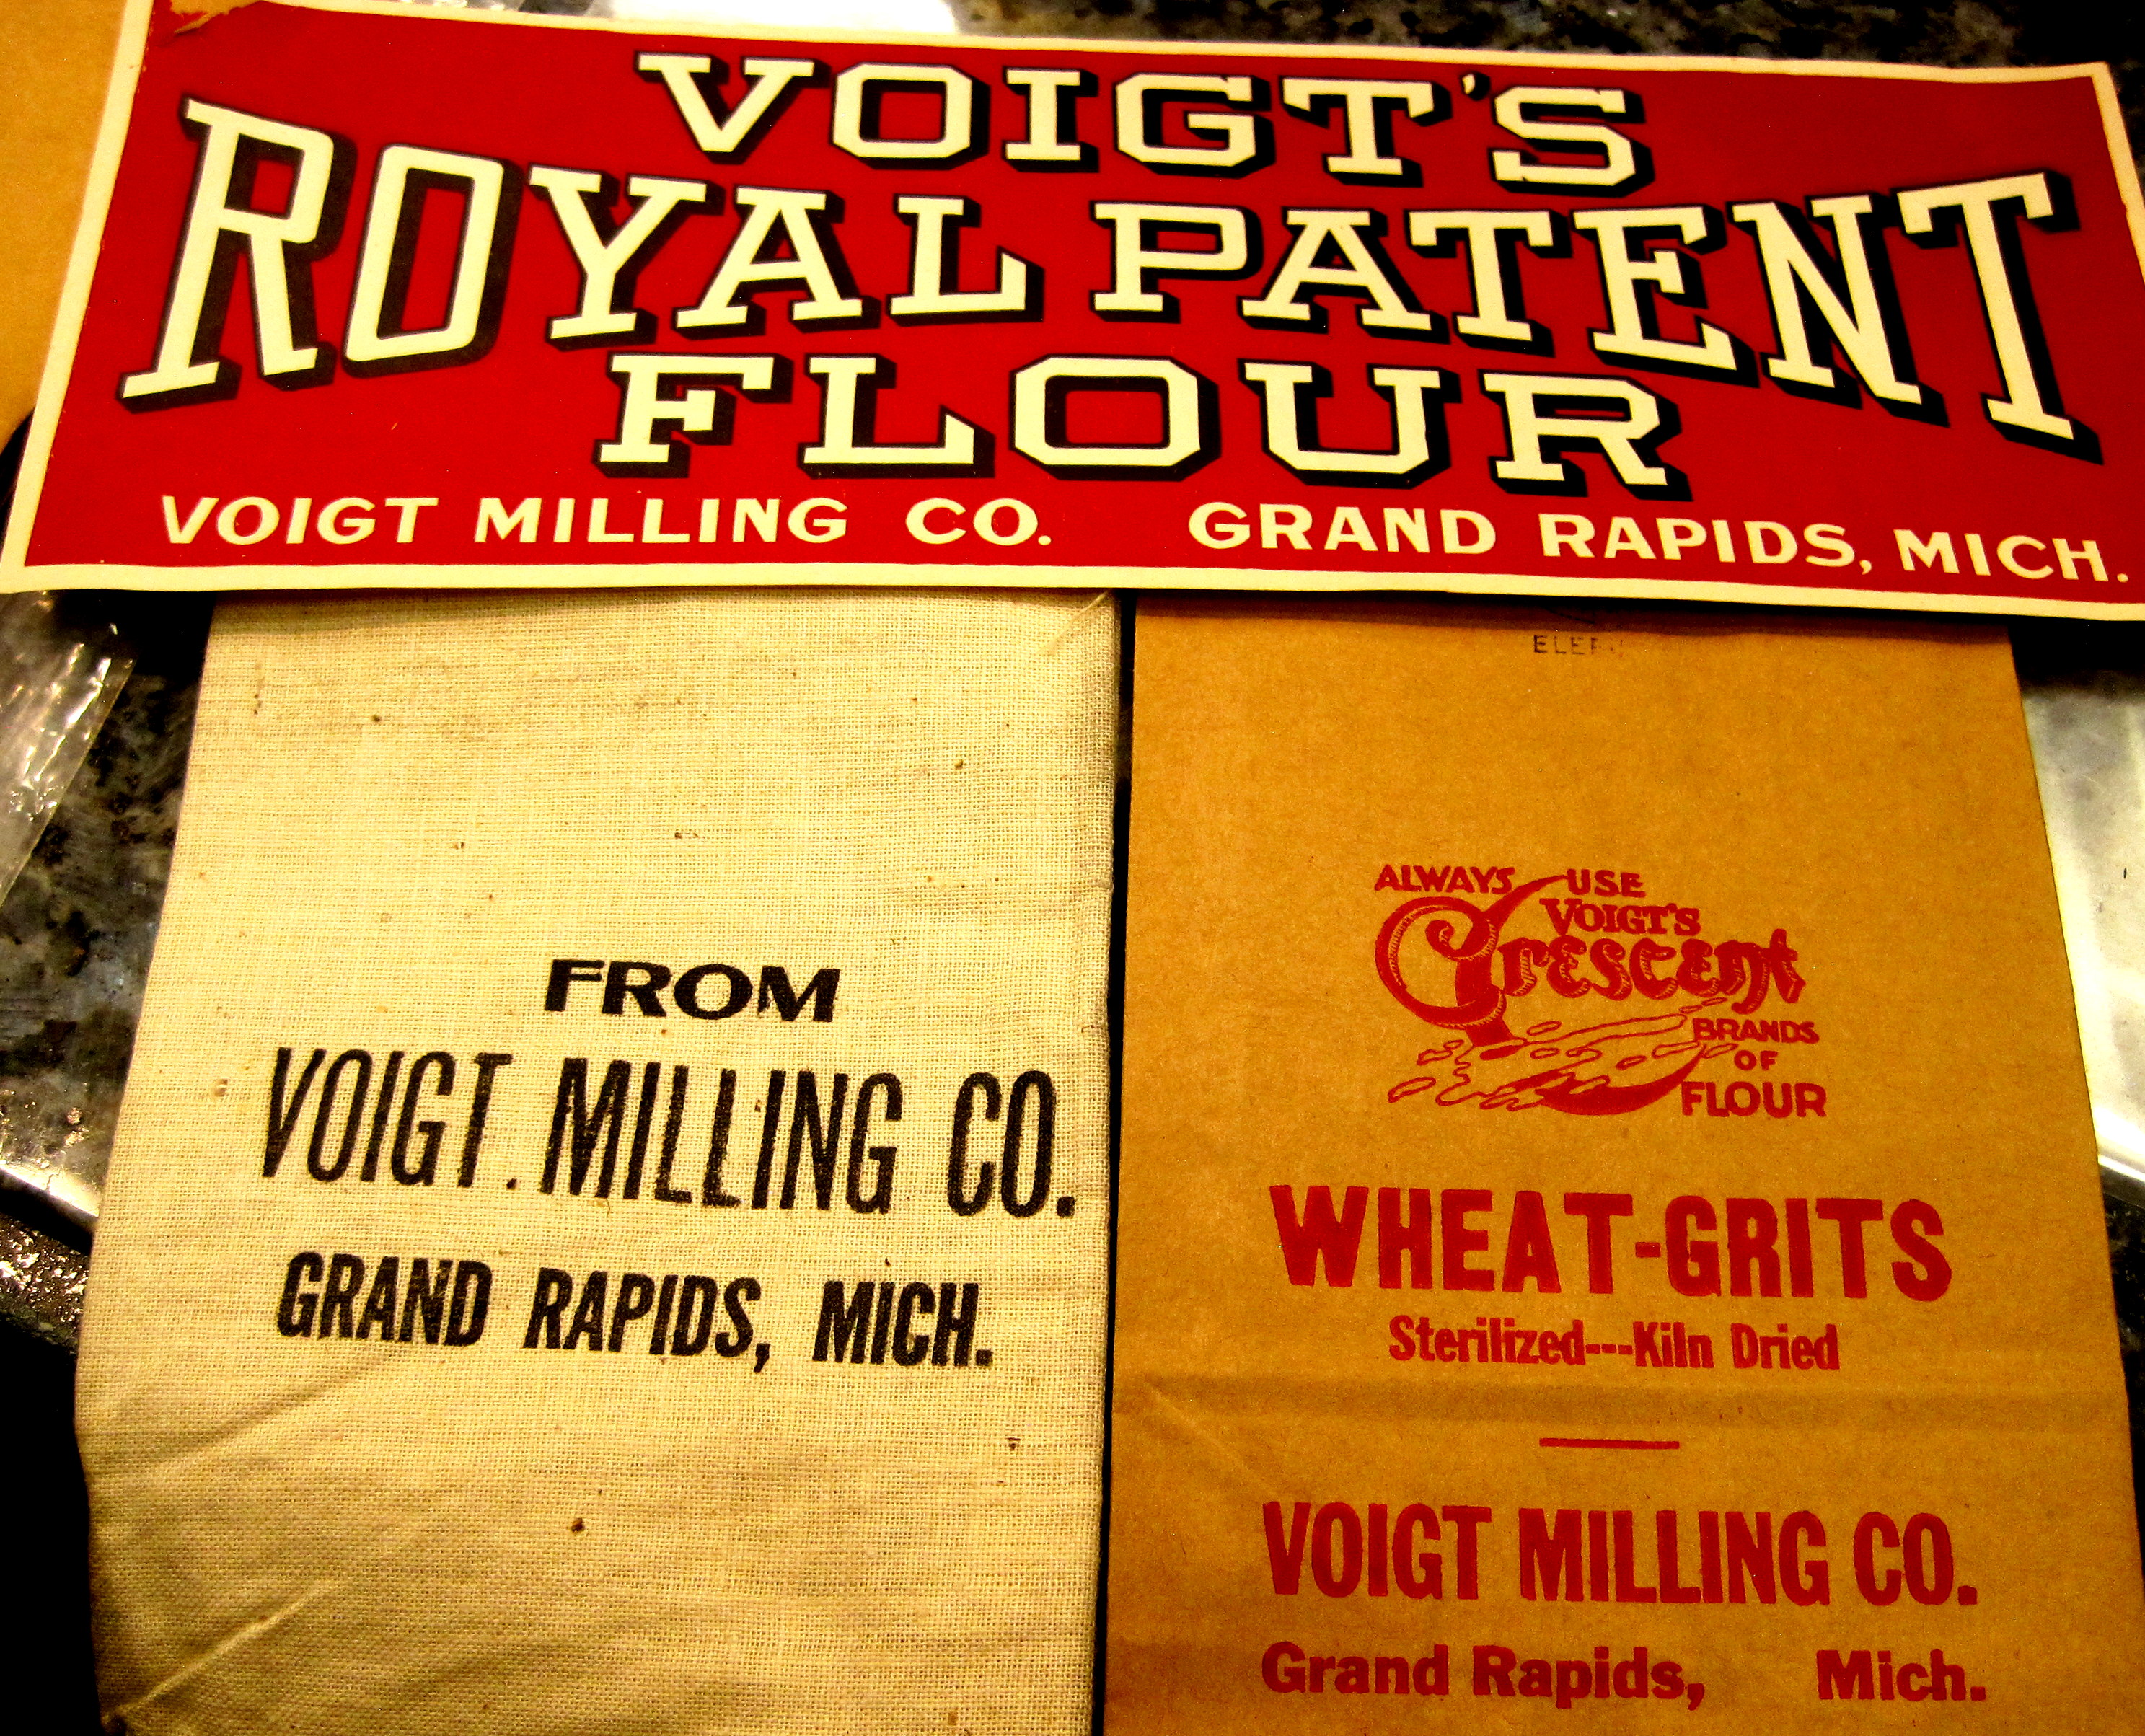 VOIGT'S
ROYAL PATENT
FLOUR
VOIGT MILLING CO. GRAND RAPIDS, MICH.
FROM
VOIGT. MILLING CO.
GRAND RAPIDS, MICH.
ALWAYS USE
VOIGT'S
Crescent
BRANDS
OF
FLOUR
WHEAT-GRITS
Sterilized---Kiln Dried
VOIGT MILLING CO.
Grand Rapids, Mich.